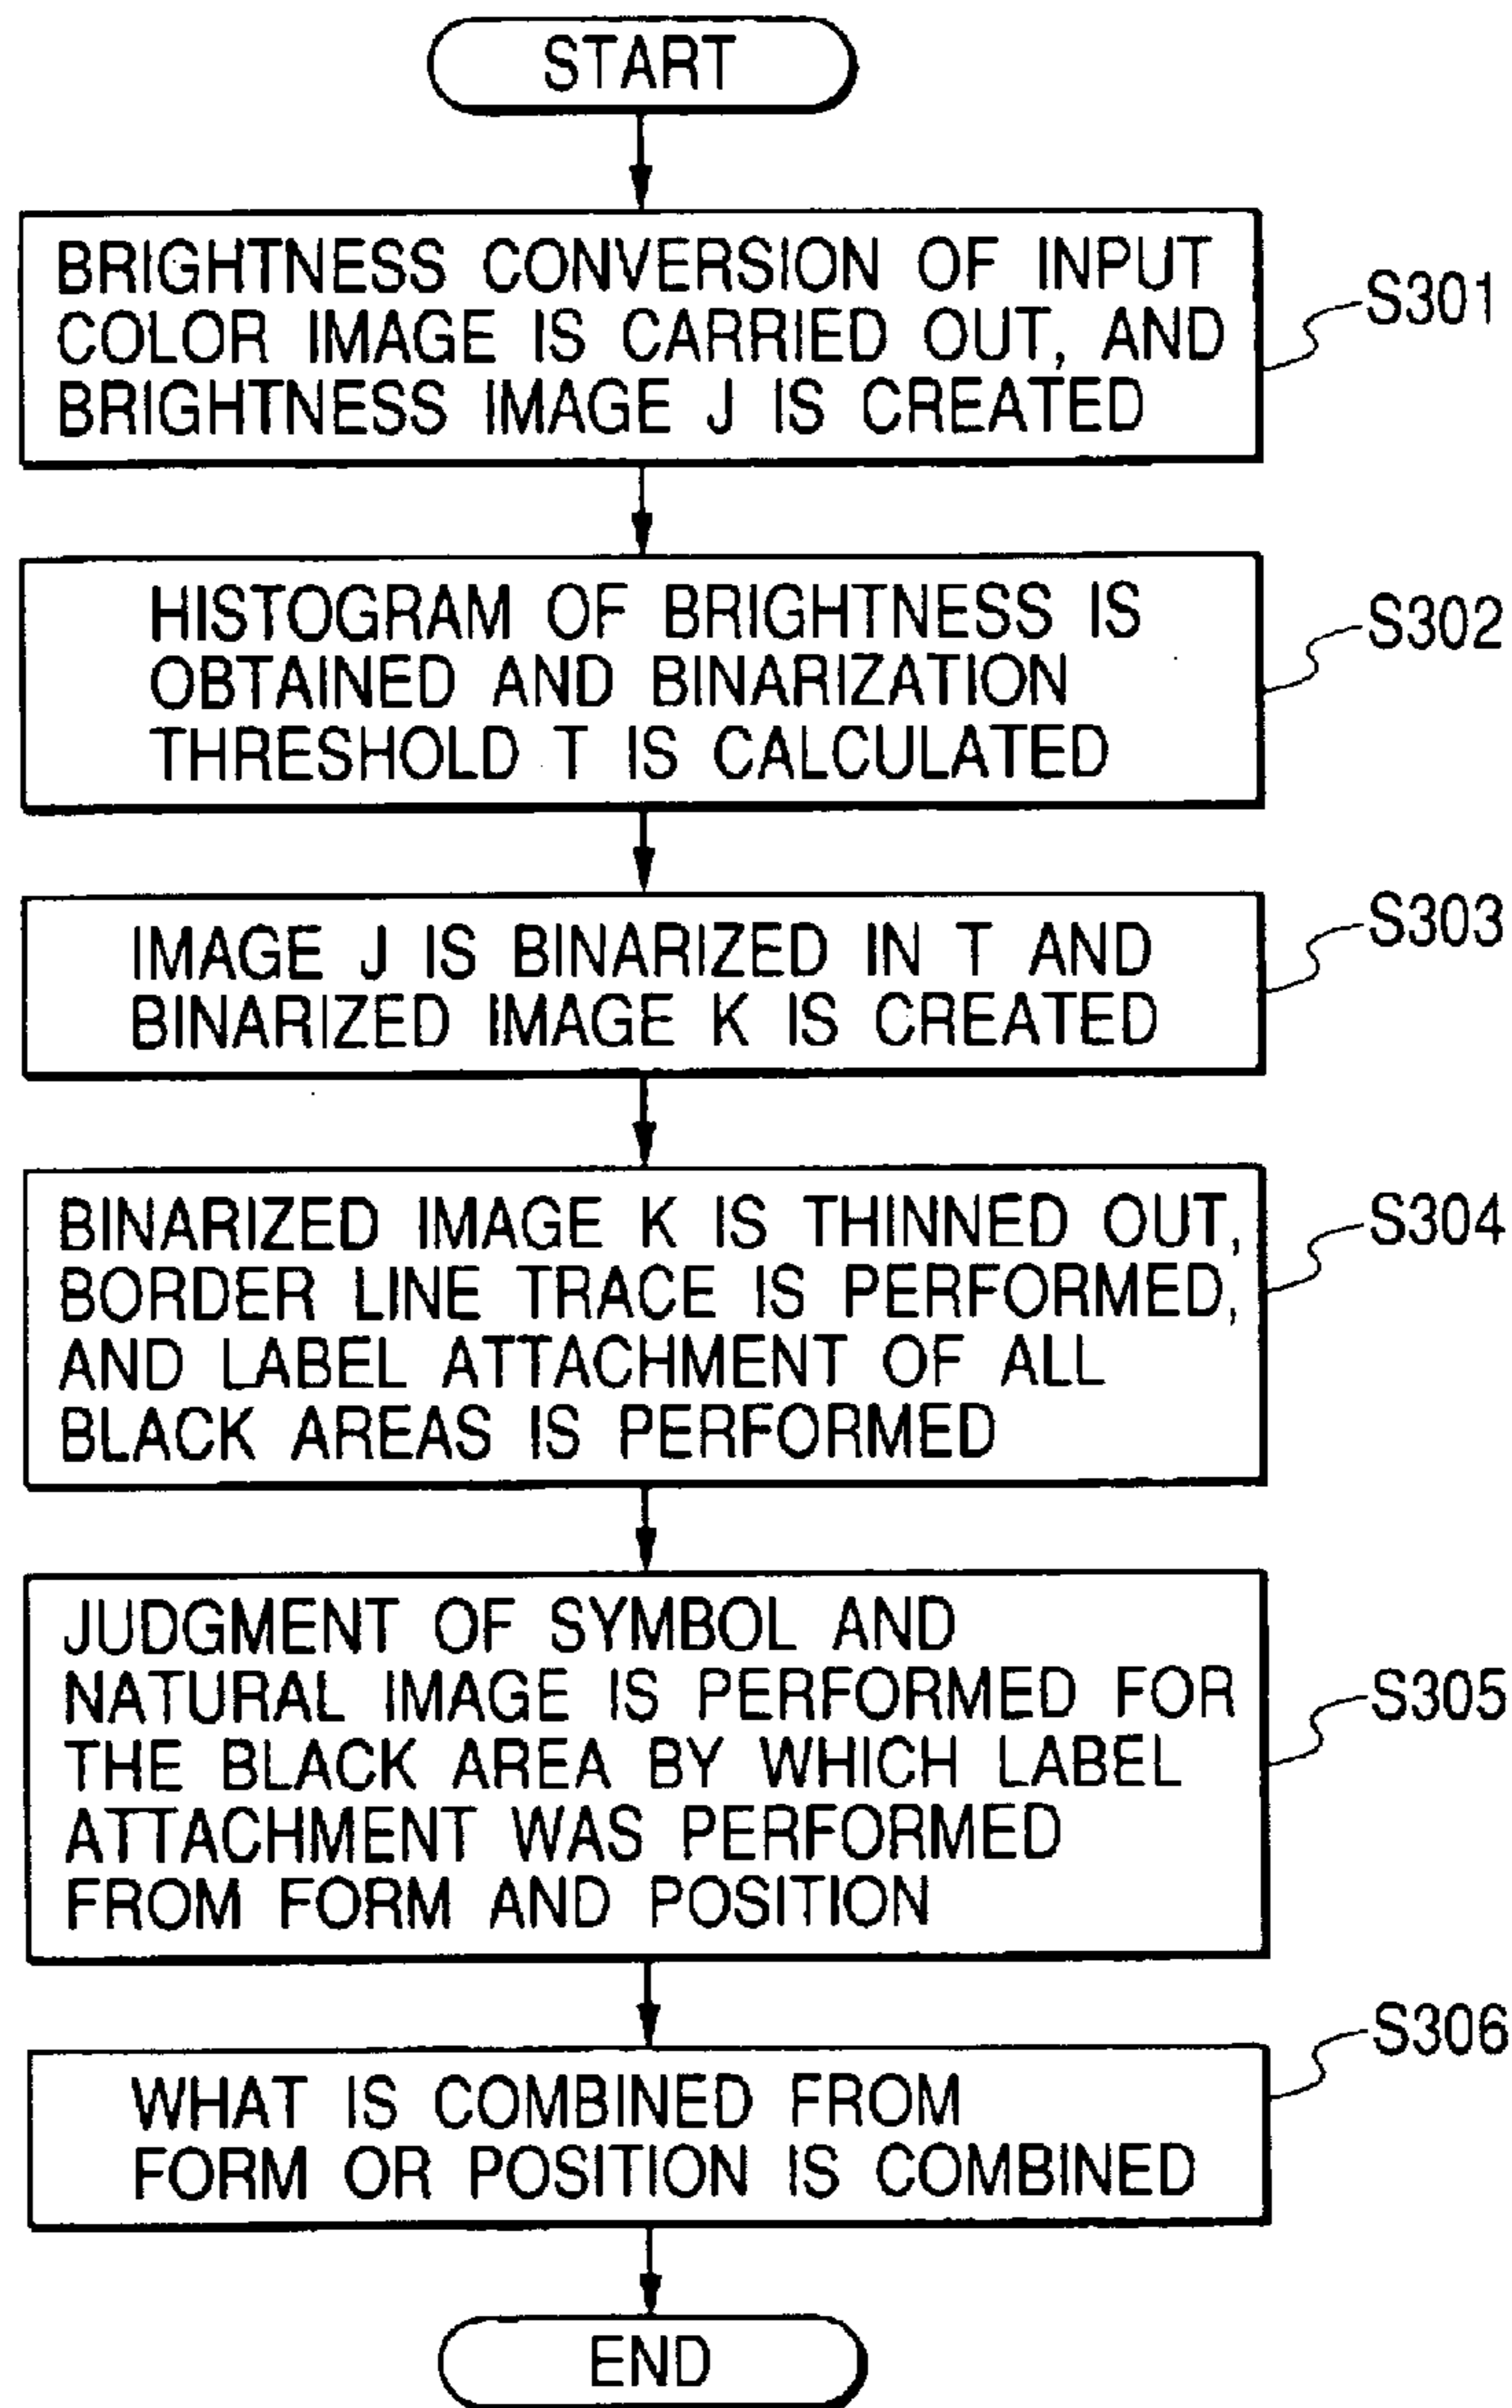 START
BRIGHTNESS CONVERSION OF INPUT
COLOR IMAGE IS CARRIED OUT, AND
BRIGHTNESS IMAGE J IS CREATED
S301
HISTOGRAM OF BRIGHTNESS IS
OBTAINED AND BINARIZATION
THRESHOLD T IS CALCULATED
S302
IMAGE J IS BINARIZED IN T AND
BINARIZED IMAGE K IS CREATED
S303
BINARIZED IMAGE K IS THINNED OUT,
BORDER LINE TRACE IS PERFORMED,
AND LABEL ATTACHMENT OF ALL
BLACK AREAS IS PERFORMED
S304
JUDGMENT OF SYMBOL AND
NATURAL IMAGE IS PERFORMED FOR
THE BLACK AREA BY WHICH LABEL
ATTACHMENT WAS PERFORMED
FROM FORM AND POSITION
S305
WHAT IS COMBINED FROM
FORM OR POSITION IS COMBINED
S306
END